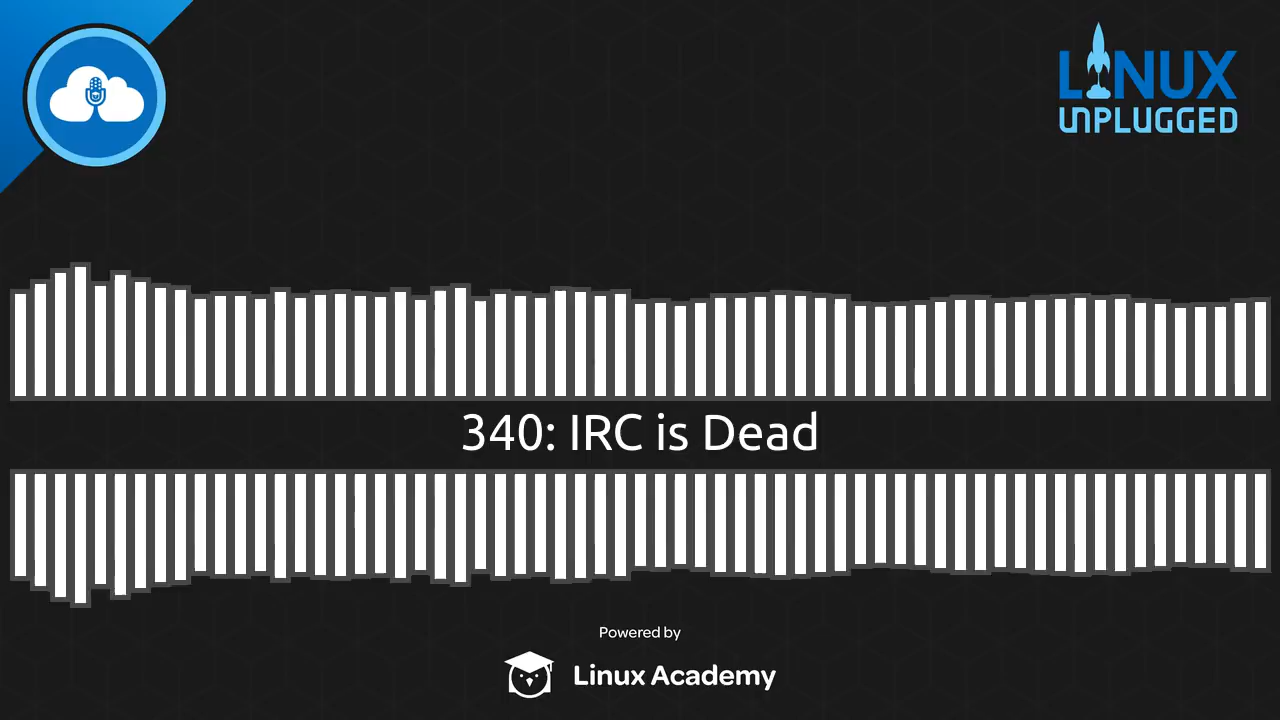 LINUX
UNPLUGGED
340: IRC is Dead
Powered by
Linux Academy